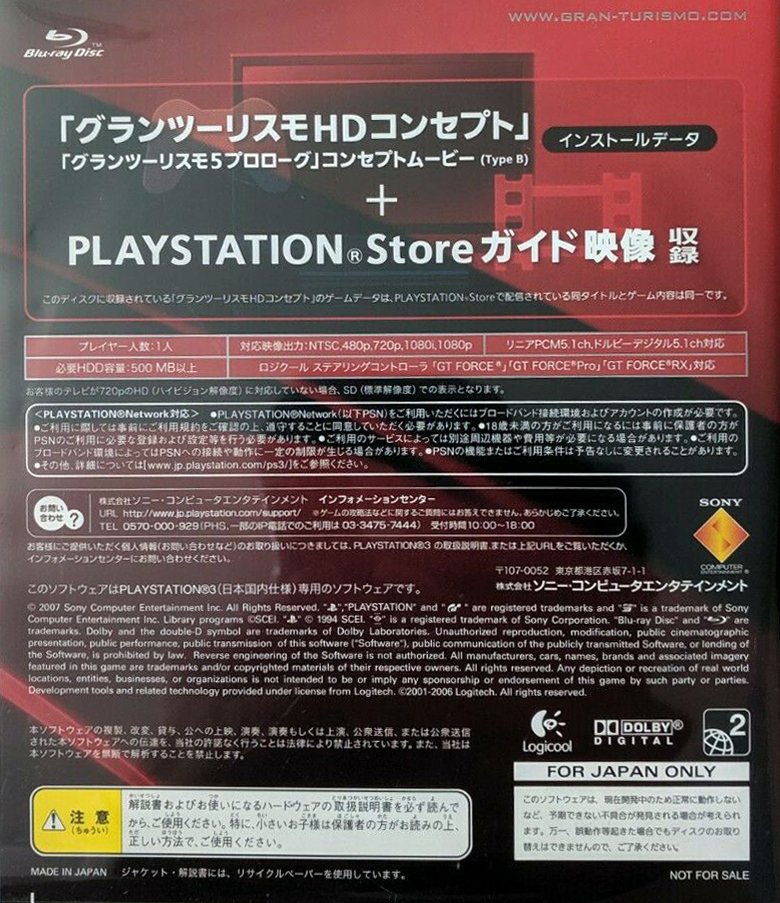 WWW.GRAN-TURISMO.COM
Blu-ray Disc™
「グランツーリスモHDコンセプト」
インストールデータ
「グランツーリスモ5プロローグ」コンセプトムービー (Type B)
+
PLAYSTATION®Storeガイド映像 収録
このディスクに収録されている「グランツーリスモHDコンセプト」のゲームデータは、PLAYSTATION®Storeで配信されている同タイトルとゲーム内容は同一です。
プレイヤー人数:1人
対応映像出力:NTSC,480p,720p,1080i,1080p
リニアPCM5.1ch,ドルビーデジタル5.1ch対応
必要HDD容量:500 MB以上
ロジクール ステアリングコントローラ「GT FORCE®」「GT FORCE®Pro」「GT FORCE®RX」対応
お客様のテレビが720pのHD(ハイビジョン解像度)に対応していない場合、SD(標準解像度)での表示となります。
<PLAYSTATION®Network対応> ●PLAYSTATION®Network(以下PSN)をご利用いただくにはブロードバンド接続環境およびアカウントの作成が必要です。
●ご利用に際しては事前にご利用規約をご確認の上、遵守することに同意していただく必要があります。●18歳未満の方がご利用になるには事前に保護者の方が
PSNのご利用に必要な登録および設定等を行う必要があります。●ご利用のサービスによっては別途周辺機器や費用等が必要になる場合があります。●ご利用の
ブロードバンド環境によってはPSNへの接続や動作に一定の制限が生じる場合があります。●PSNの機能またはご利用条件は予告なしに変更されることがあります。
●その他、詳細については[www.jp.playstation.com/ps3/]をご参照ください。
お問い合わせ?
株式会社ソニー・コンピュータエンタテインメント インフォメーションセンター
URL http://www.jp.playstation.com/support/ ※ゲームの攻略法などに関するご質問にはお答えできません。あらかじめご了承ください。
TEL 0570-000-929(PHS、一部のIP電話でのご利用は 03-3475-7444) 受付時間10:00~18:00
お客様にご提供いただく個人情報(お問い合わせなど)のお取り扱いにつきましては、PLAYSTATION®3 の取扱説明書、または上記URLをご覧いただくか、
インフォメーションセンターにお問い合わせください。
SONY
COMPUTER
ENTERTAINMENT®
〒107-0052 東京都港区赤坂7-1-1
株式会社ソニー・コンピュータエンタテインメント
このソフトウェアはPLAYSTATION®3(日本国内仕様)専用のソフトウェアです。
© 2007 Sony Computer Entertainment Inc. All Rights Reserved. "","PLAYSTATION" and "" are registered trademarks and "" is a trademark of Sony
Computer Entertainment Inc. Library programs ©SCEI. "" © 1994 SCEI. "" is a registered trademark of Sony Corporation. "Blu-ray Disc" and "" are
trademarks. Dolby and the double-D symbol are trademarks of Dolby Laboratories. Unauthorized reproduction, modification, public cinematographic
presentation, public performance, public transmission of this software ("Software"), public communication of the publicly transmitted Software, or lending of
the Software, is prohibited by law. Reverse engineering of the Software is not authorized. All manufacturers, cars, names, brands and associated imagery
featured in this game are trademarks and/or copyrighted materials of their respective owners. All rights reserved. Any depiction or recreation of real world
locations, entities, businesses, or organizations is not intended to be or imply any sponsorship or endorsement of this game by such party or parties.
Development tools and related technology provided under license from Logitech. ©2001-2006 Logitech. All rights reserved.
本ソフトウェアの複製、改変、貸与、公への上映、演奏、演奏もしくは上演、公衆送信、または公衆送信
された本ソフトウェアへの伝達を、当社の許諾なく行うことは法律により禁止されています。また、当社は
本ソフトウェアを無断で解析することを禁止します。
Logicool
DOLBY®
DIGITAL
2
FOR JAPAN ONLY
このソフトウェアは、現在開発中のため正常に動作しない
など、予期できない不具合が発見される場合が考えられ
ます。万一、誤動作等起きた場合でもディスクのお取り
替えはできませんので、ご了承ください。
注意
(ちゅうい)
解説書およびお使いになるハードウェアの取扱説明書を必ず読んで
から、ご使用ください。特に、小さいお子様は保護者の方がお読みの上、
正しい方法で、ご使用ください。
MADE IN JAPAN ジャケット・解説書には、リサイクルペーパーを使用しています。
NOT FOR SALE